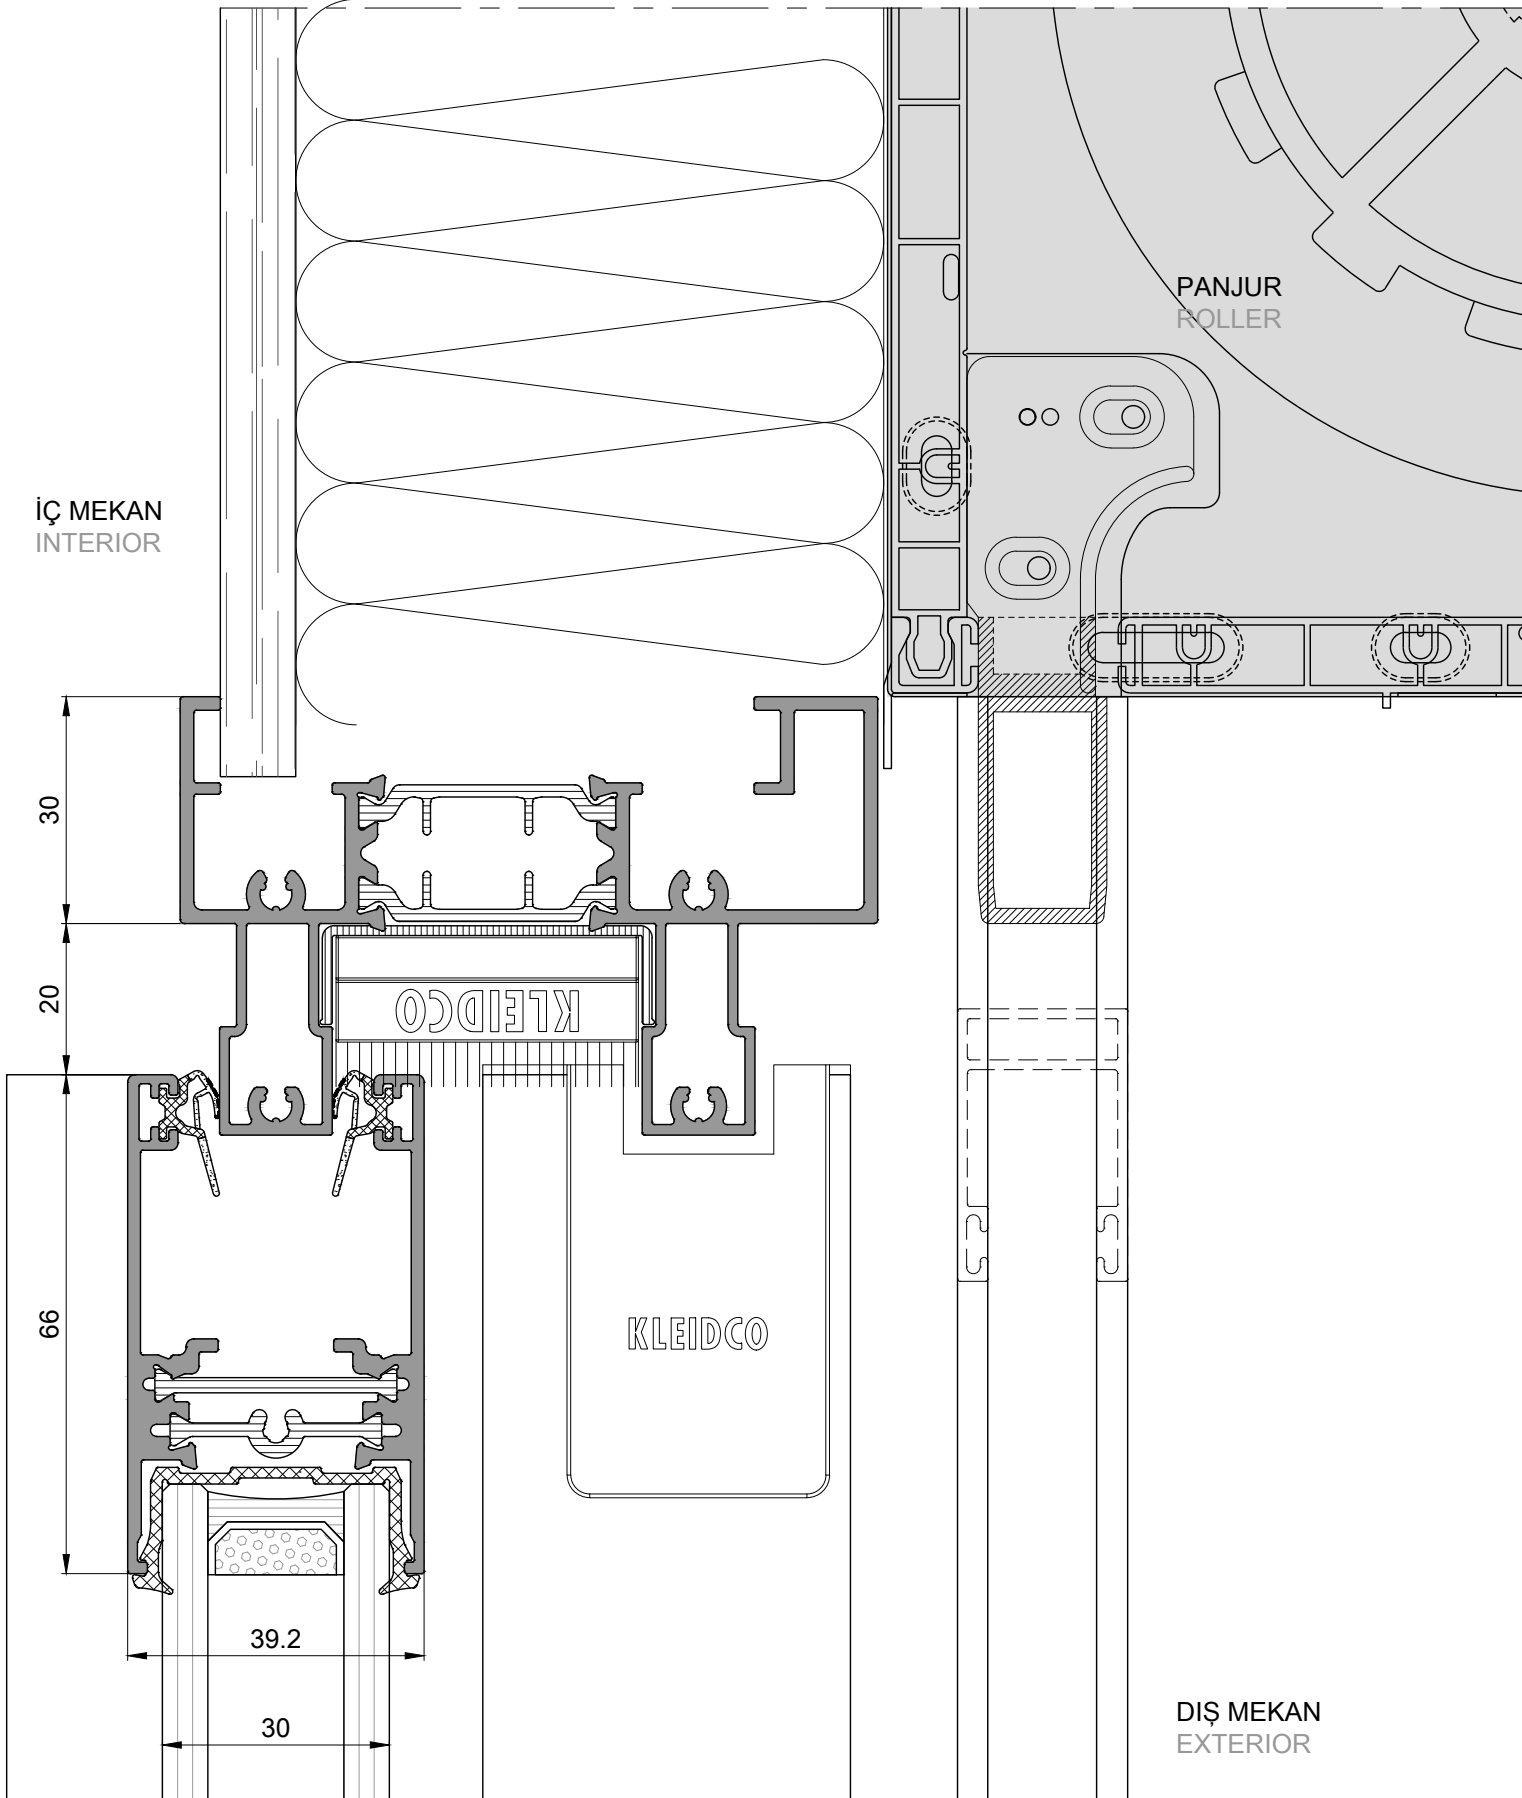 PANJUR
ROLLER
İÇ MEKAN
INTERIOR
30
20
KLEIDCO
66
KLEIDCO
39.2
30
DIŞ MEKAN
EXTERIOR